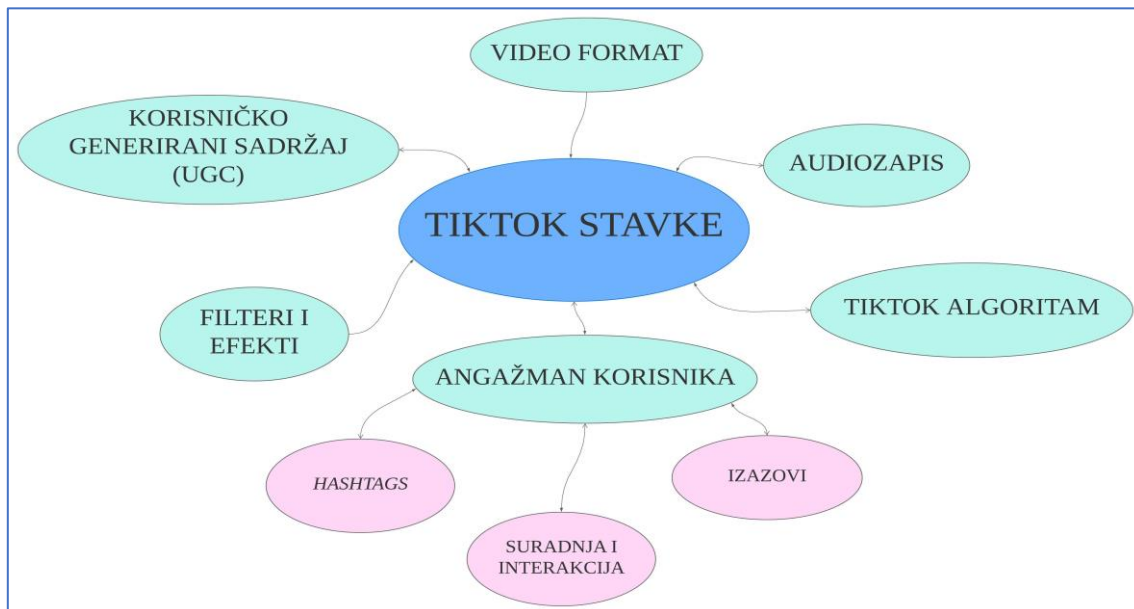 VIDEO FORMAT
KORISNIČKO
GENERIRANI SADRŽAJ
(UGC)
AUDIOZAPIS
TIKTOK STAVKE
TIKTOK ALGORITAM
FILTERI I
EFEKTI
ANGAŽMAN KORISNIKA
HASHTAGS
IZAZOVI
SURADNJA I
INTERAKCIJA